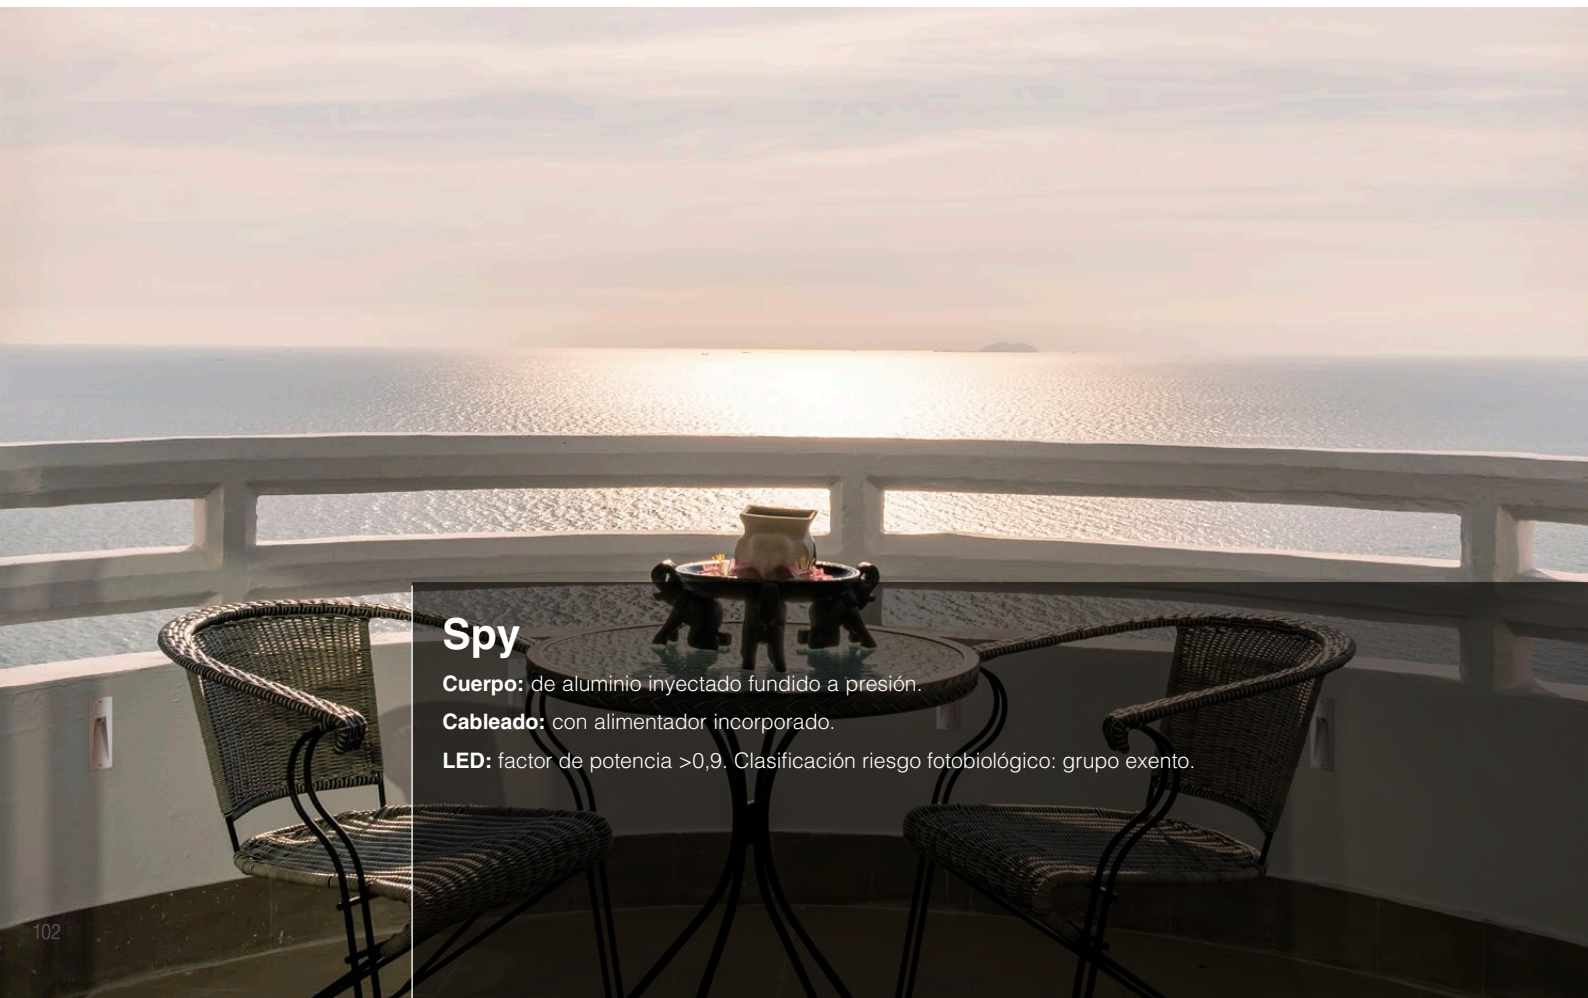 Spy
Cuerpo: de aluminio inyectado fundido a presión.
Cableado: con alimentador incorporado.
LED: factor de potencia >0,9. Clasificación riesgo fotobiológico: grupo exento.
102